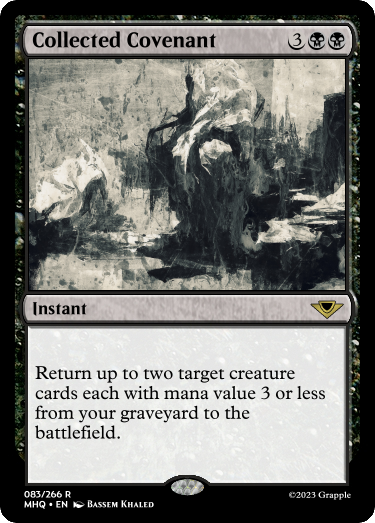 Collected Covenant 3
Instant
Return up to two target creature
cards each with mana value 3 or less
from your graveyard to the
battlefield.
083/266 R
MHQ • EN Bassem Khaled
©2023 Grapple